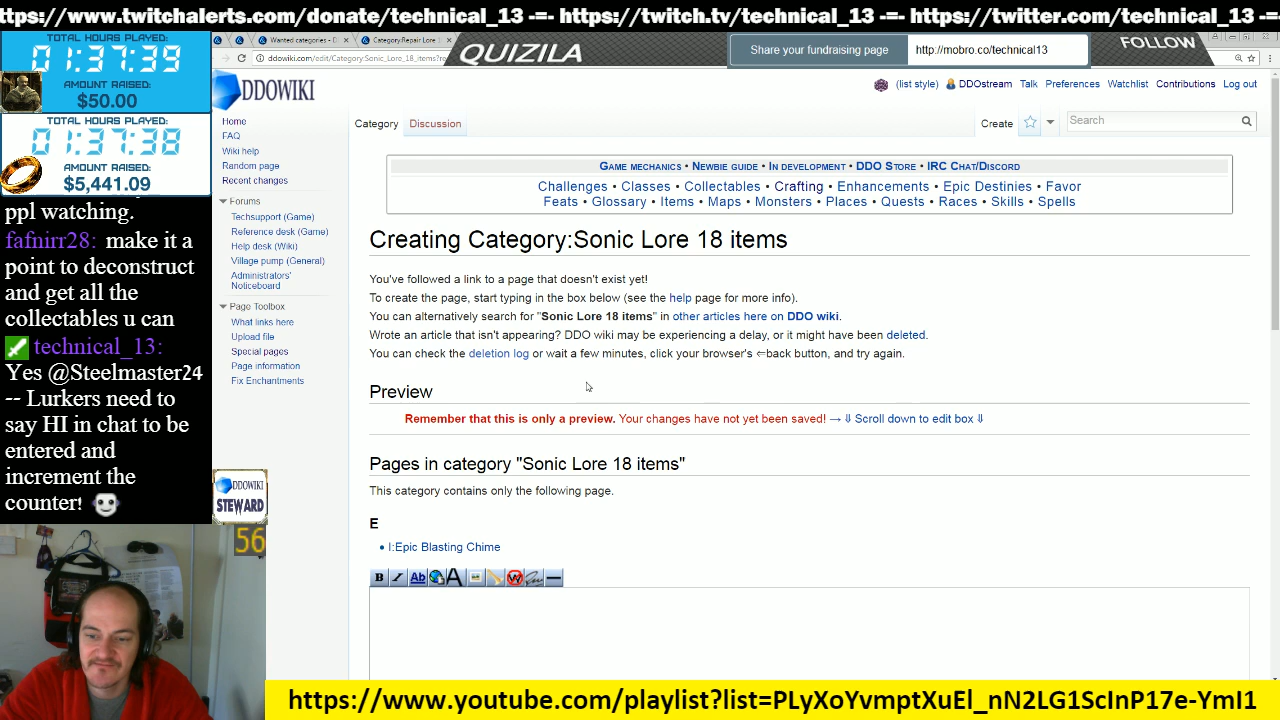 ttps://www.twitchalerts.com/donate/technical_13 -=- https://twitch.tv/technical_13 -=- https://twitter.com/technical_13 -=
TOTAL HOURS PLAYED:
01:37:39
AMOUNT RAISED:
$50.00
TOTAL HOURS PLAYED:
01:37:38
AMOUNT RAISED:
$5,441.09
ppl watching.
fafnirr28: make it a
point to deconstruct
and get all the
collectables u can
technical_13:
Yes @Steelmaster24
-- Lurkers need to
say HI in chat to be
entered and
increment the
counter!
Wanted categories - D
Category:Repair Lore I
QUIZILA
Share your fundraising page
http://mobro.co/technical13
FOLLOW
ddowiki.com/edit/Category:Sonic_Lore_18_items?re
DDOWIKI
(list style)
DDOstream
Talk
Preferences
Watchlist
Contributions
Log out
Home
FAQ
Wiki help
Random page
Recent changes
Forums
Techsupport (Game)
Reference desk (Game)
Help desk (Wiki)
Village pump (General)
Administrators'
Noticeboard
Page Toolbox
What links here
Upload file
Special pages
Page information
Fix Enchantments
DDOWIKI
STEWARD
56
Category
Discussion
Create
Search
Game mechanics • Newbie guide • In development • DDO Store • IRC Chat/Discord
Challenges • Classes • Collectables • Crafting • Enhancements • Epic Destinies • Favor
Feats • Glossary • Items • Maps • Monsters • Places • Quests • Races • Skills • Spells
Creating Category:Sonic Lore 18 items
You've followed a link to a page that doesn't exist yet!
To create the page, start typing in the box below (see the help page for more info).
You can alternatively search for "Sonic Lore 18 items" in other articles here on DDO wiki.
Wrote an article that isn't appearing? DDO wiki may be experiencing a delay, or it might have been deleted.
You can check the deletion log or wait a few minutes, click your browser's ⇐back button, and try again.
Preview
Remember that this is only a preview. Your changes have not yet been saved! → ⇓ Scroll down to edit box ⇓
Pages in category "Sonic Lore 18 items"
This category contains only the following page.
E
• I:Epic Blasting Chime
B I Ab A W
https://www.youtube.com/playlist?list=PLyXoYvmptXuEl_nN2LG1ScInP17e-YmI1